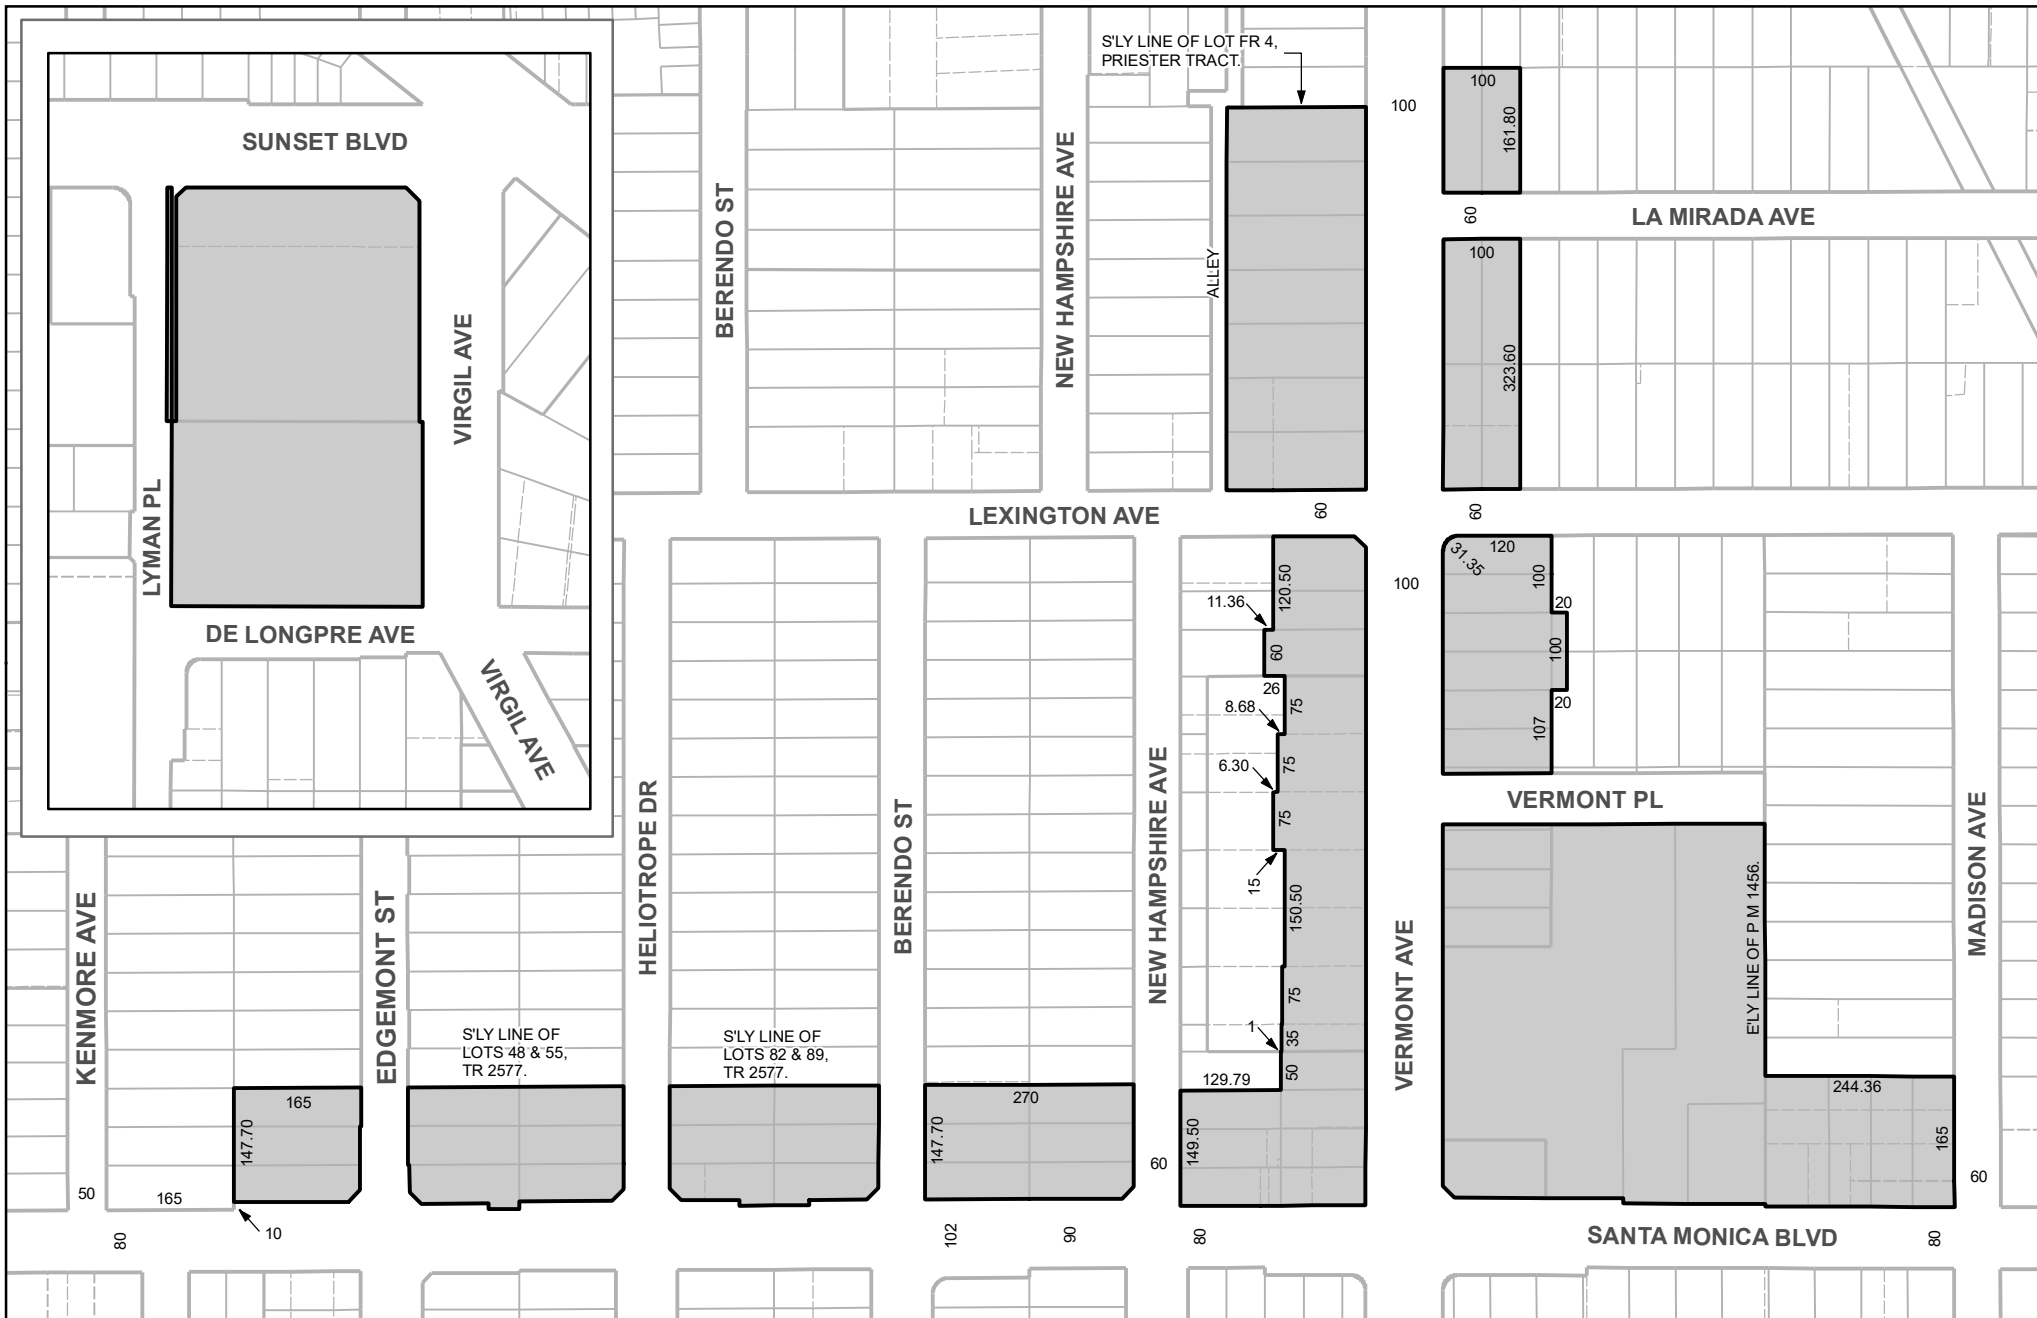 SUNSET BLVD
VIRGIL AVE
LYMAN PL
DE LONGPRE AVE
VIRGIL AVE
S'LY LINE OF LOT FR 4,
PRIESTER TRACT.
BERENDO ST
NEW HAMPSHIRE AVE
ALLEY
100
100
161.80
60
LA MIRADA AVE
100
323.60
LEXINGTON AVE
60
60
120.50
11.36
60
26
75
8.68
75
6.30
75
15
150.50
75
1
35
50
129.79
149.50
100
31.35
120
100
20
100
20
107
VERMONT PL
HELIOTROPE DR
BERENDO ST
NEW HAMPSHIRE AVE
VERMONT AVE
E'LY LINE OF P M 1456.
MADISON AVE
KENMORE AVE
EDGEMONT ST
S'LY LINE OF
LOTS 48 & 55,
TR 2577.
S'LY LINE OF
LOTS 82 & 89,
TR 2577.
165
147.70
270
147.70
244.36
165
50
165
10
80
102
90
60
80
60
SANTA MONICA BLVD
80